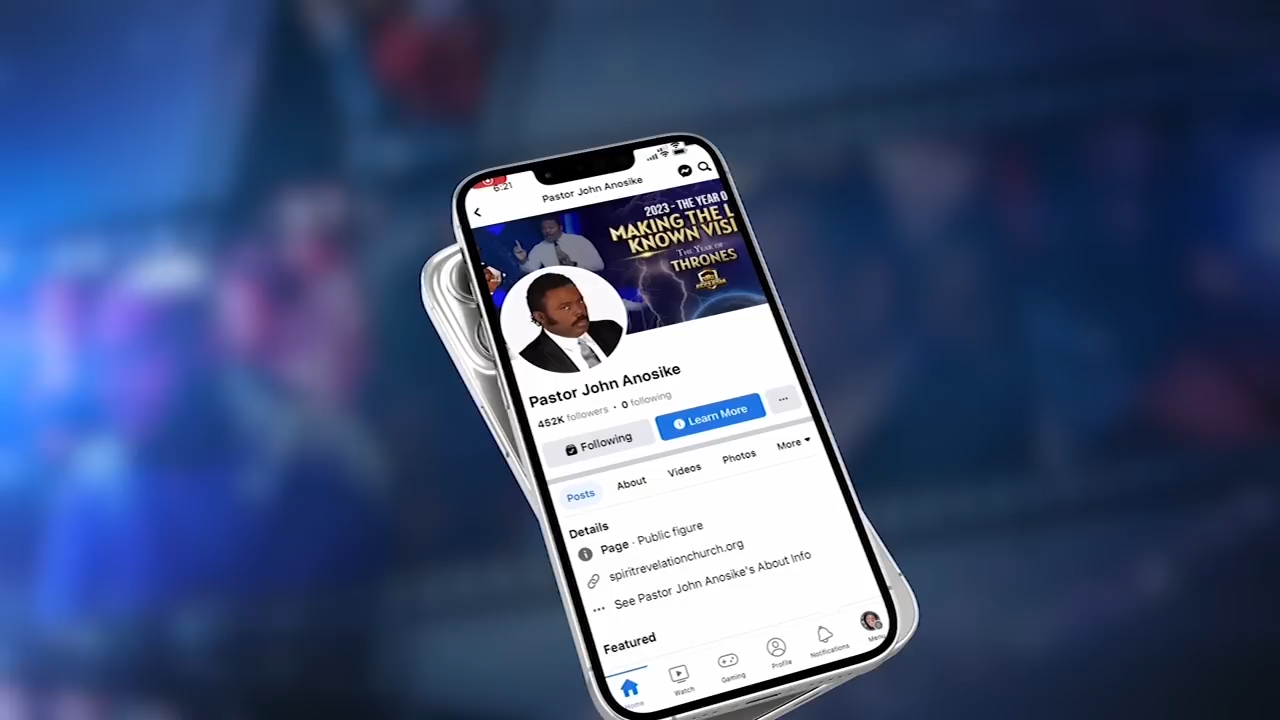 6:21
Pastor John Anosike
2023 - THE YEAR O
MAKING THE L
KNOWN VISI
THE YEAR OF
THRONES
Pastor John Anosike
452K followers · 0 following
Following
Learn More
Posts
About
Videos
Photos
More
Details
Page · Public figure
spiritrevelationchurch.org
See Pastor John Anosike's About Info
Featured
Home
Watch
Gaming
Profile
Notifications
Menu